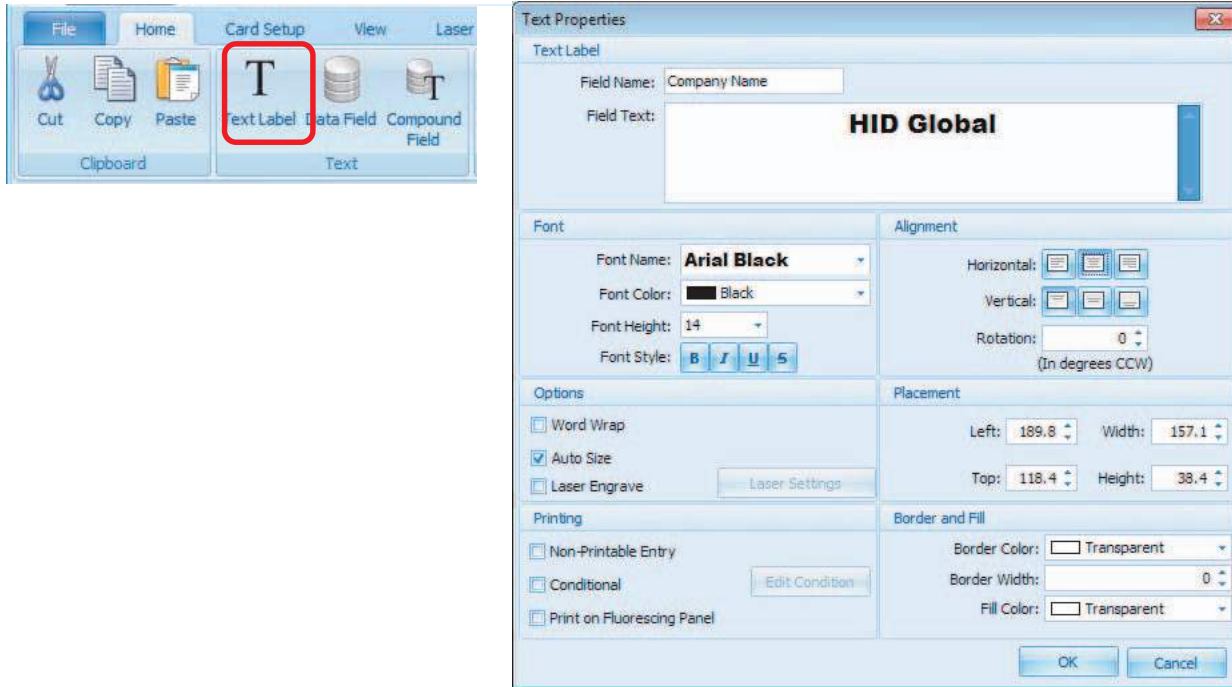 File Home Card Setup View Laser
Cut Copy Paste Text Label Data Field Compound Field
Clipboard Text
Text Properties
Text Label
Field Name: Company Name
Field Text: HID Global
Font
Font Name: Arial Black
Font Color: Black
Font Height: 14
Font Style: B I U S
Alignment
Horizontal:
Vertical:
Rotation: 0
(In degrees CCW)
Options
Word Wrap
Auto Size
Laser Engrave Laser Settings
Placement
Left: 189.8 Width: 157.1
Top: 118.4 Height: 38.4
Printing
Non-Printable Entry
Conditional Edit Condition
Print on Fluorescing Panel
Border and Fill
Border Color: Transparent
Border Width: 0
Fill Color: Transparent
OK Cancel